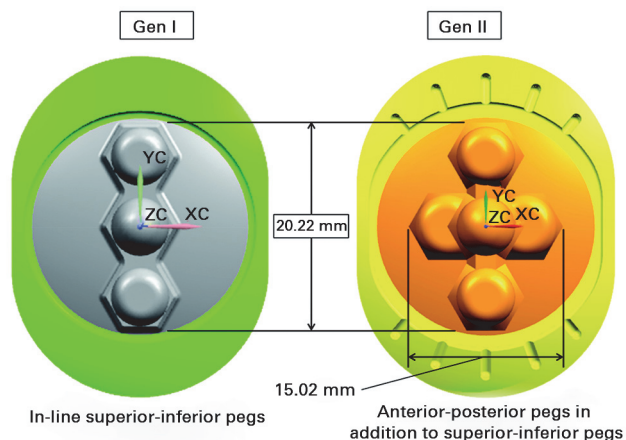 Gen I
Gen II
YC
ZC XC
20.22 mm
YC
ZC XC
15.02 mm
In-line superior-inferior pegs
Anterior-posterior pegs in
addition to superior-inferior pegs